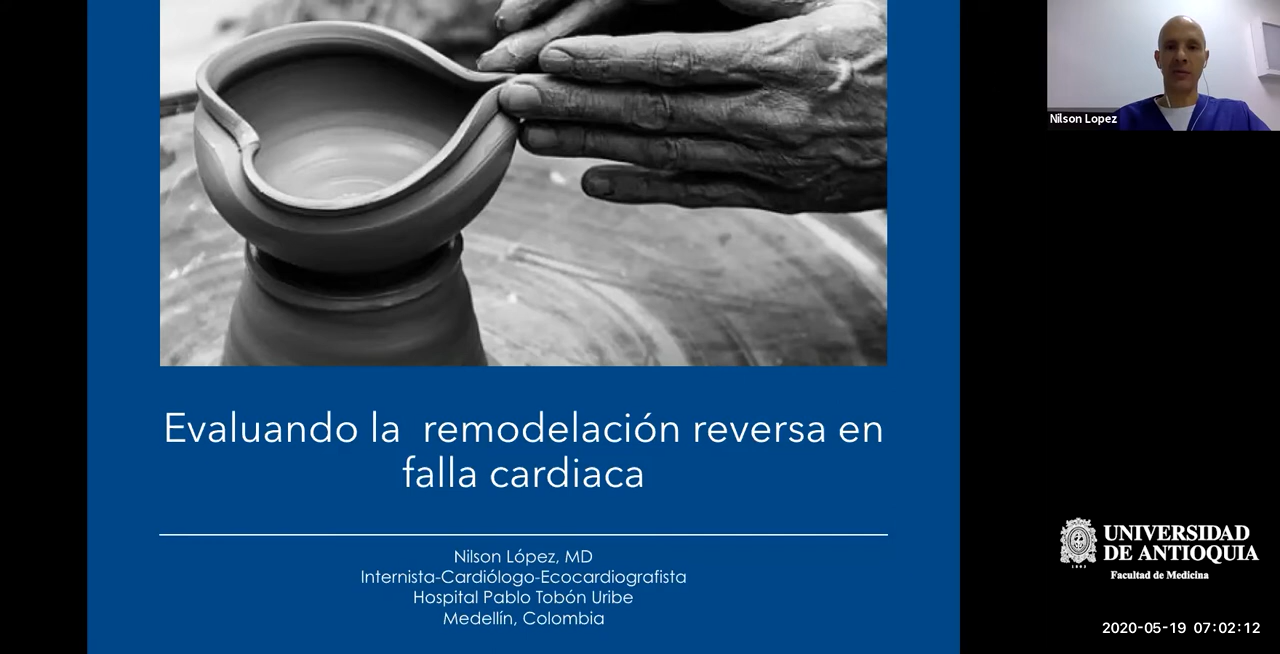 Nilson Lopez
Evaluando la remodelación reversa en
falla cardiaca
Nilson López, MD
Internista-Cardiólogo-Ecocardiografista
Hospital Pablo Tobón Uribe
Medellín, Colombia
UNIVERSIDAD
DE ANTIOQUIA
1803
Facultad de Medicina
2020-05-19 07:02:12